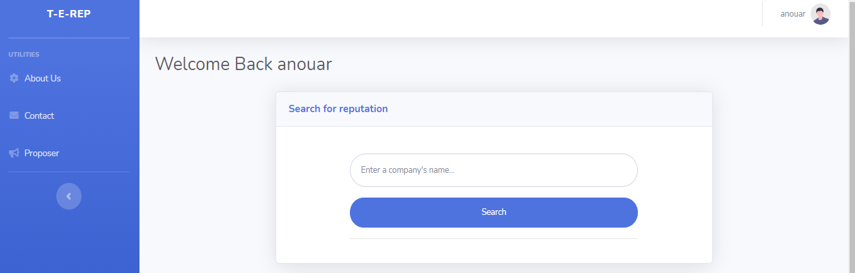 T-E-REP
anouar
UTILITIES
About Us
Contact
Proposer
Welcome Back anouar
Search for reputation
Enter a company's name...
Search